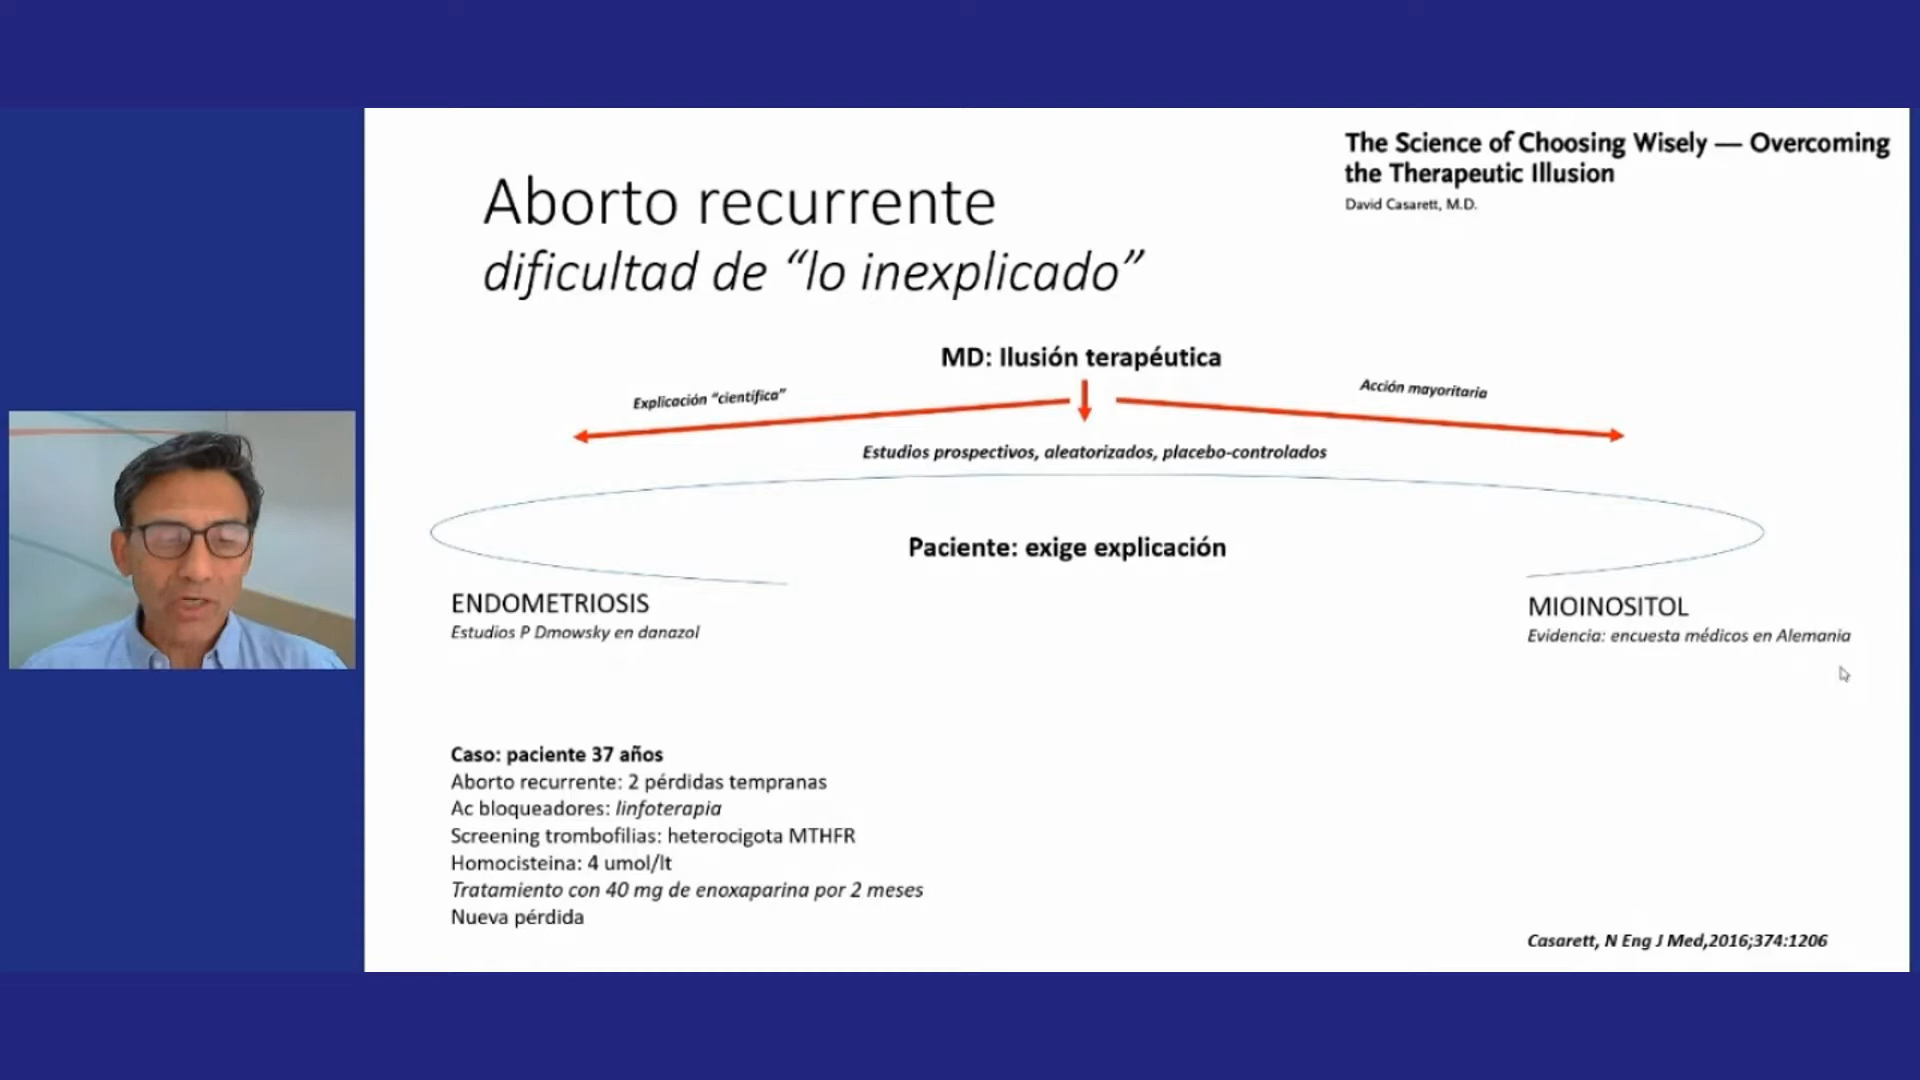 The Science of Choosing Wisely — Overcoming
the Therapeutic Illusion
David Casarett, M.D.
Aborto recurrente
dificultad de “lo inexplicado”
MD: Ilusión terapéutica
Explicación “científica”
Acción mayoritaria
Estudios prospectivos, aleatorizados, placebo-controlados
Paciente: exige explicación
ENDOMETRIOSIS
Estudios P Dmowsky en danazol
MIOINOSITOL
Evidencia: encuesta médicos en Alemania
Caso: paciente 37 años
Aborto recurrente: 2 pérdidas tempranas
Ac bloqueadores: linfoterapia
Screening trombofilias: heterocigota MTHFR
Homocisteina: 4 umol/lt
Tratamiento con 40 mg de enoxaparina por 2 meses
Nueva pérdida
Casarett, N Eng J Med,2016;374:1206